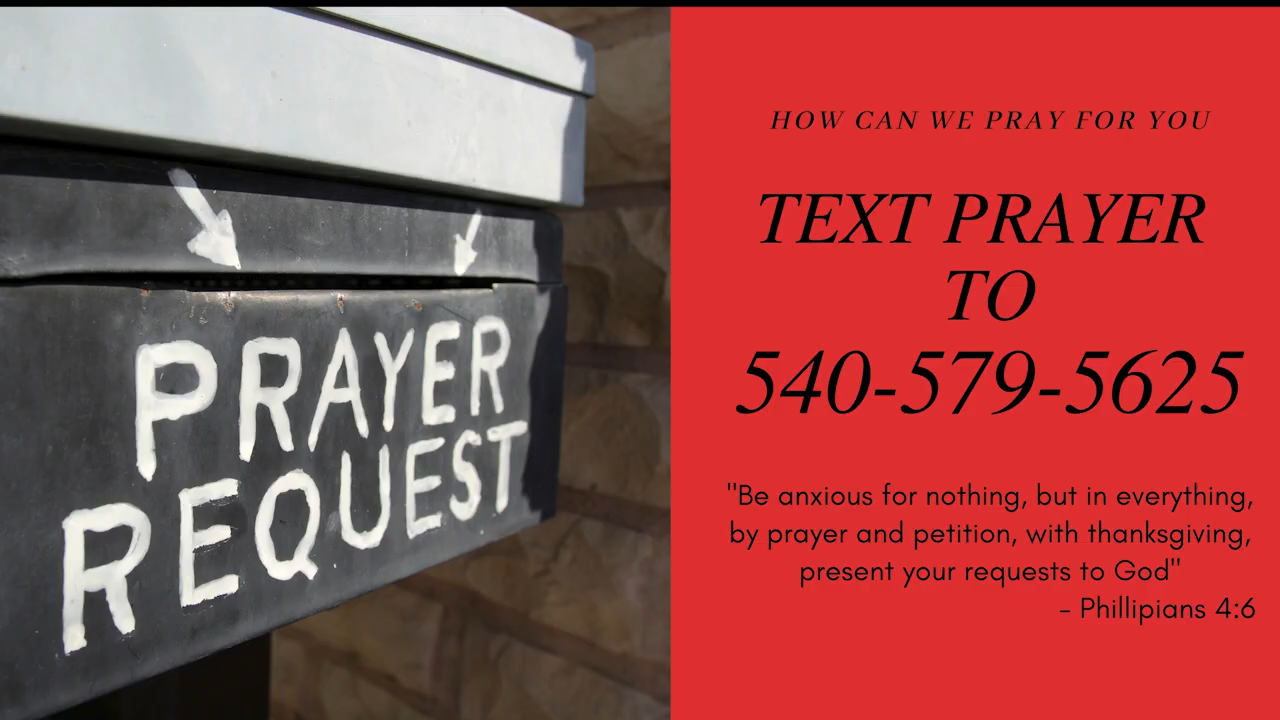 PRAYER
REQUEST
HOW CAN WE PRAY FOR YOU
TEXT PRAYER
TO
540-579-5625
"Be anxious for nothing, but in everything,
by prayer and petition, with thanksgiving,
present your requests to God"
- Phillipians 4:6